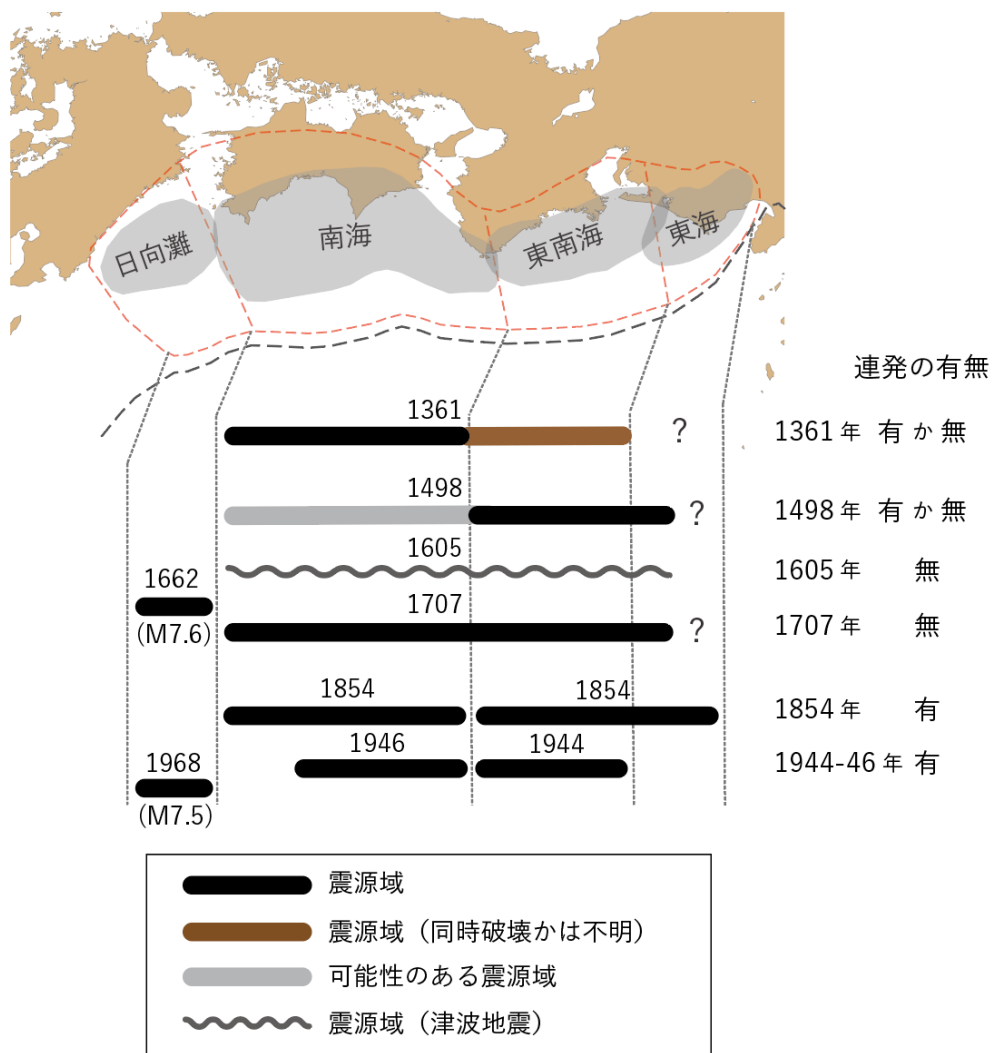 日向灘
南海
東南海
東海
連発の有無
1361
?
1361年 有か無
1498
?
1498年 有か無
1605
1605年 無
1662
(M7.6)
1707
?
1707年 無
1854
1854
1854年 有
1946
1944
1944-46年 有
1968
(M7.5)
震源域
震源域（同時破壊かは不明）
可能性のある震源域
震源域（津波地震）